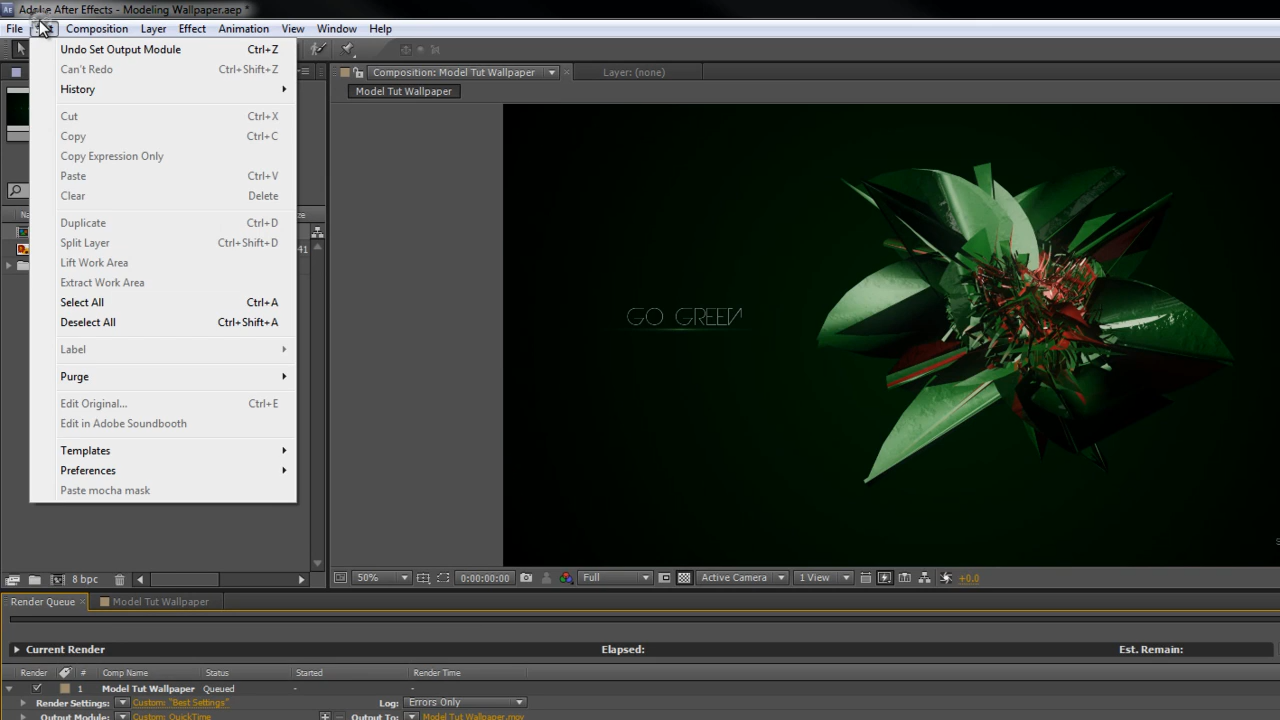 Adobe After Effects - Modeling Wallpaper.aep *
File Composition Layer Effect Animation View Window Help
Undo Set Output Module Ctrl+Z
Can't Redo Ctrl+Shift+Z
History
Cut Ctrl+X
Copy Ctrl+C
Copy Expression Only
Paste Ctrl+V
Clear Delete
Duplicate Ctrl+D
Split Layer Ctrl+Shift+D
Lift Work Area
Extract Work Area
Select All Ctrl+A
Deselect All Ctrl+Shift+A
Label
Purge
Edit Original... Ctrl+E
Edit in Adobe Soundbooth
Templates
Preferences
Paste mocha mask
41
8 bpc
Composition: Model Tut Wallpaper Layer: (none)
Model Tut Wallpaper
GO GREEN
50% 0:00:00:00 Full Active Camera 1 View +0.0
Render Queue Model Tut Wallpaper
Current Render Elapsed: Est. Remain:
Render # Comp Name Status Started Render Time
1 Model Tut Wallpaper Queued - -
Render Settings: Custom: "Best Settings" Log: Errors Only
Output Module: Custom: QuickTime Output To: Model Tut Wallpaper.mov